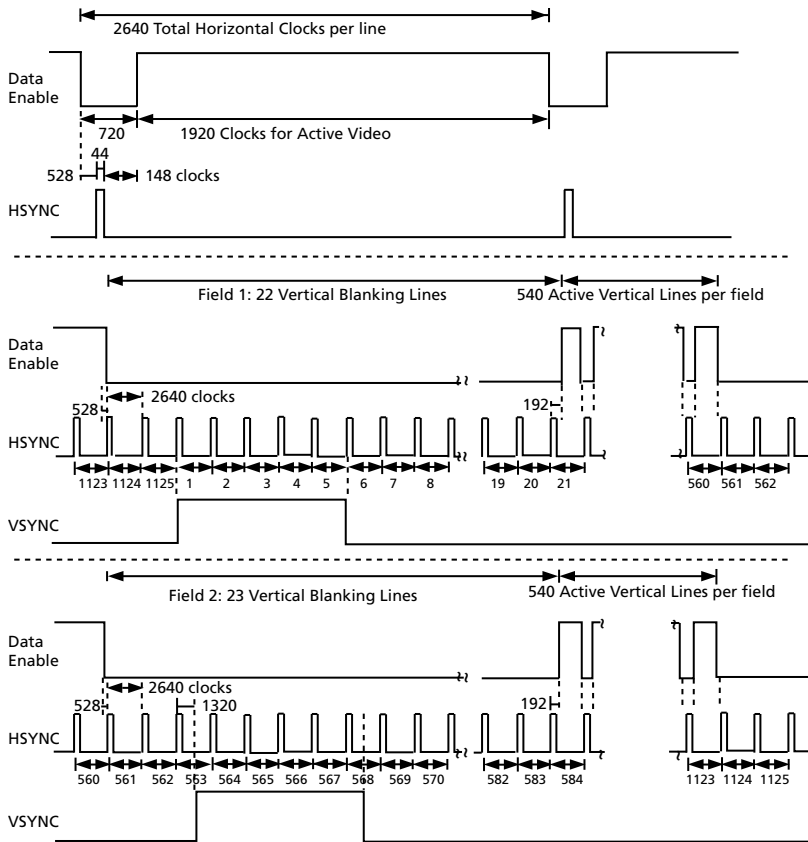 2640 Total Horizontal Clocks per line
Data
Enable
720
1920 Clocks for Active Video
44
528
148 clocks
HSYNC
Field 1: 22 Vertical Blanking Lines
540 Active Vertical Lines per field
Data
Enable
2640 clocks
528
192
HSYNC
1123 1124 1125 1 2 3 4 5 6 7 8 19 20 21 560 561 562
VSYNC
Field 2: 23 Vertical Blanking Lines
540 Active Vertical Lines per field
Data
Enable
2640 clocks
528
1320
192
HSYNC
560 561 562 563 564 565 566 567 568 569 570 582 583 584 1123 1124 1125
VSYNC